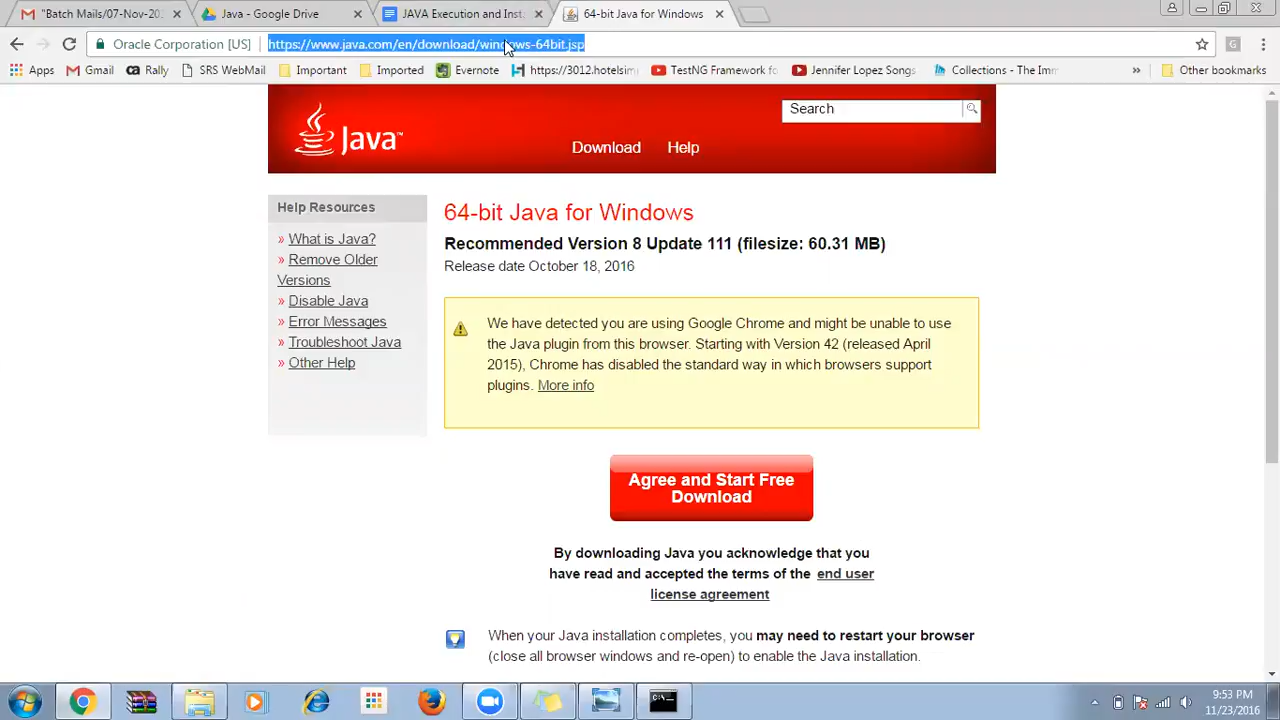 "Batch Mails/07-Nov-20
Java - Google Drive
JAVA Execution and Inst
64-bit Java for Windows
Oracle Corporation [US]
https://www.java.com/en/download/windows-64bit.jsp
Apps
Gmail
Rally
SRS WebMail
Important
Imported
Evernote
https://3012.hotelsim
TestNG Framework fo
Jennifer Lopez Songs
Collections - The Imm
»
Other bookmarks
Java™
Search
Download
Help
Help Resources
» What is Java?
» Remove Older
Versions
» Disable Java
» Error Messages
» Troubleshoot Java
» Other Help
64-bit Java for Windows
Recommended Version 8 Update 111 (filesize: 60.31 MB)
Release date October 18, 2016
We have detected you are using Google Chrome and might be unable to use
the Java plugin from this browser. Starting with Version 42 (released April
2015), Chrome has disabled the standard way in which browsers support
plugins. More info
Agree and Start Free
Download
By downloading Java you acknowledge that you
have read and accepted the terms of the end user
license agreement
When your Java installation completes, you may need to restart your browser
(close all browser windows and re-open) to enable the Java installation.
9:53 PM
11/23/2016